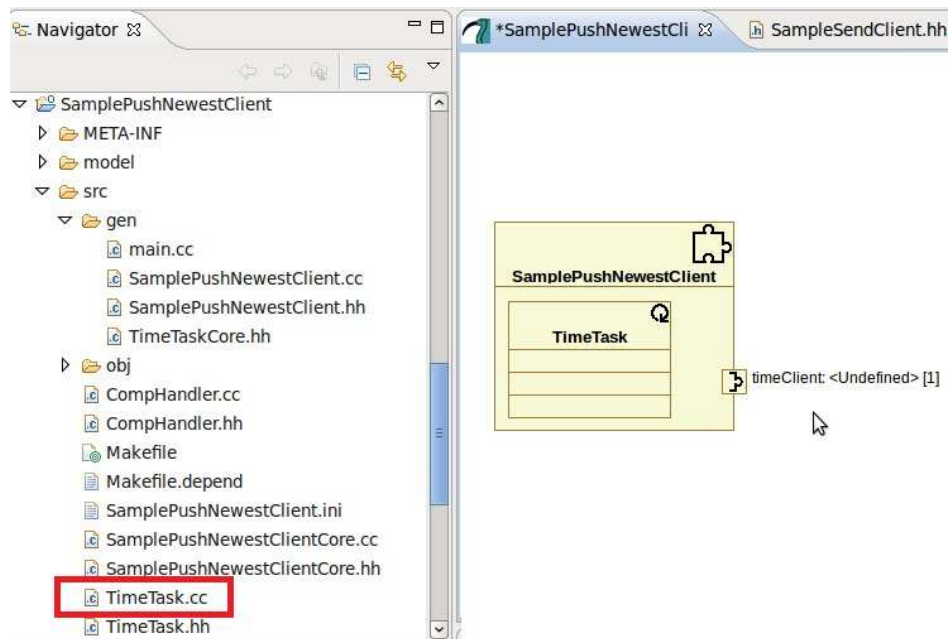 Navigator
*SamplePushNewestCli
SampleSendClient.hh
SamplePushNewestClient
META-INF
model
src
gen
main.cc
SamplePushNewestClient.cc
SamplePushNewestClient.hh
TimeTaskCore.hh
obj
CompHandler.cc
CompHandler.hh
Makefile
Makefile.depend
SamplePushNewestClient.ini
SamplePushNewestClientCore.cc
SamplePushNewestClientCore.hh
TimeTask.cc
TimeTask.hh
SamplePushNewestClient
TimeTask
timeClient: <Undefined> [1]